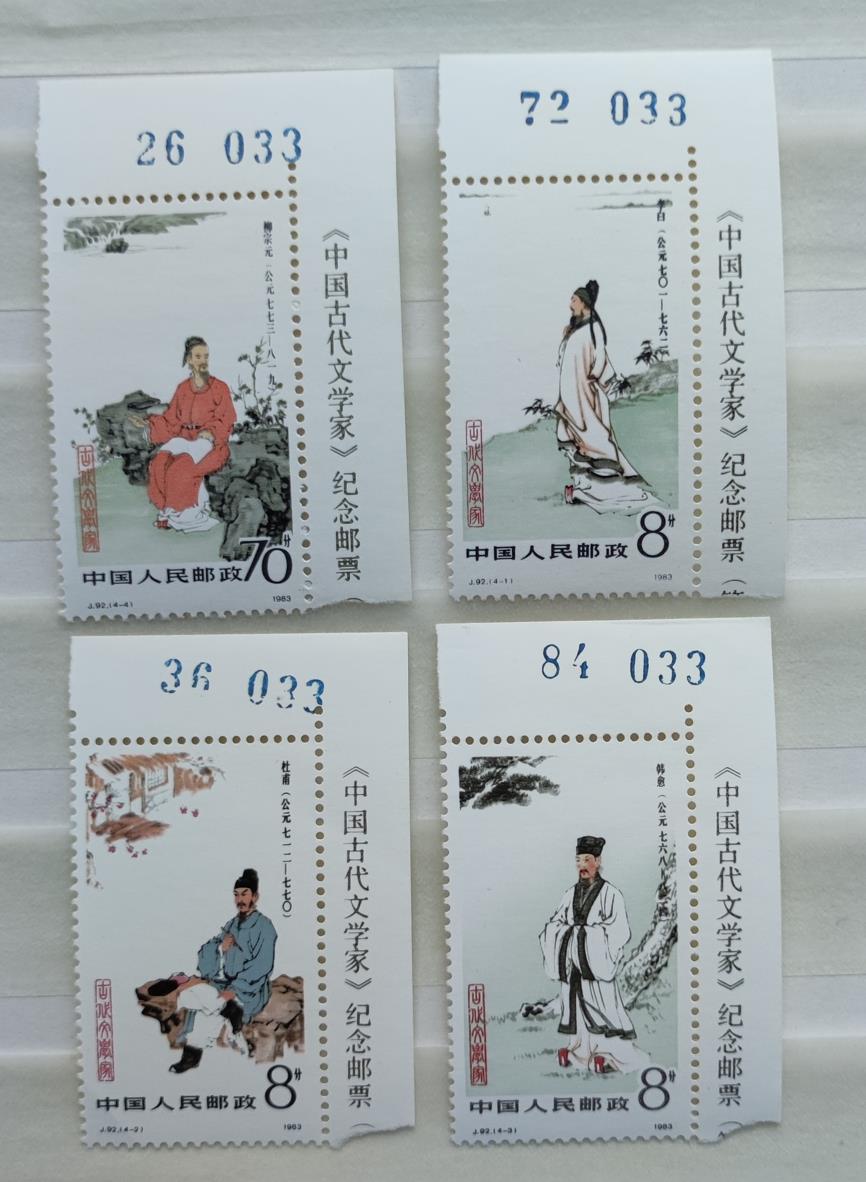 26 033
柳宗元(公元七七三—八一九)
《中国古代文学家》纪念邮票(
古代文学家
中国人民邮政
70分
J.92.(4-4)
1983
72 033
李白(公元七〇一—七六二
《中国古代文学家》纪念邮票(
古代文学家
中国人民邮政
8分
J.92.(4-1)
1983
36 033
杜甫(公元七一二—七七〇)
《中国古代文学家》纪念邮票(
古代文学家
中国人民邮政
8分
J.92.(4-2)
1983
84 033
韩愈(公元七六八—
《中国古代文学家》纪念邮票(
古代文学家
中国人民邮政
8分
J.92.(4-3)
1983